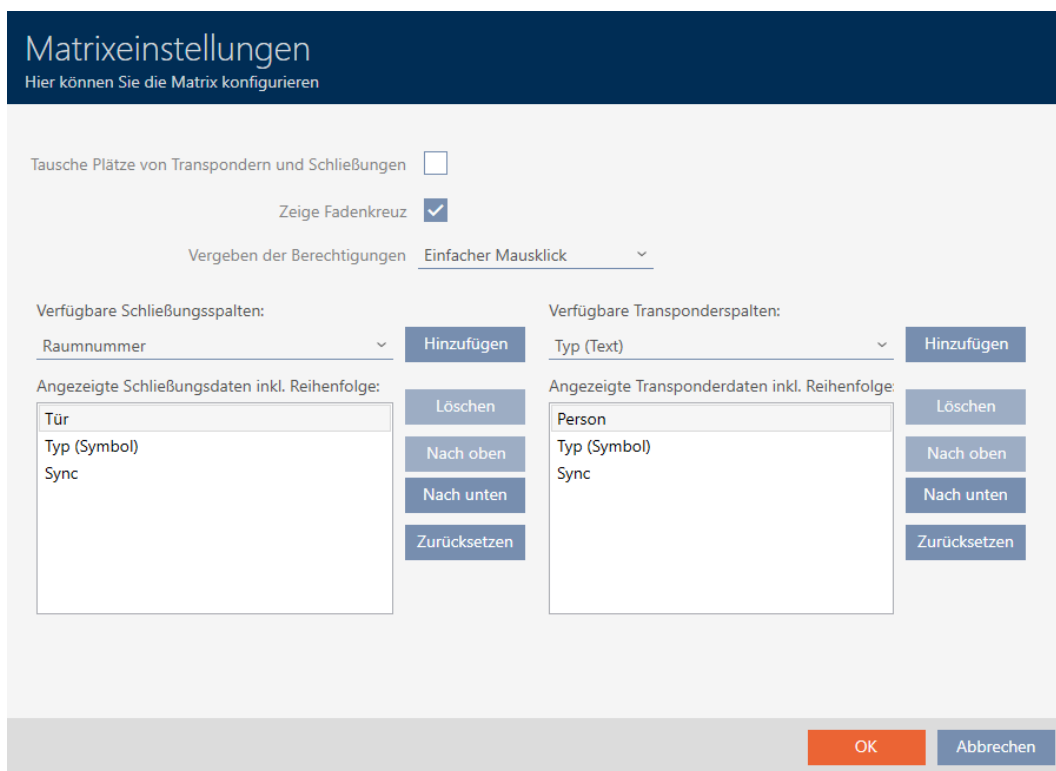 Matrixeinstellungen
Hier können Sie die Matrix konfigurieren
Tausche Plätze von Transpondern und Schließungen
Zeige Fadenkreuz
Vergeben der Berechtigungen Einfacher Mausklick
Verfügbare Schließungsspalten:
Raumnummer Hinzufügen
Angezeigte Schließungsdaten inkl. Reihenfolge:
Tür
Typ (Symbol)
Sync
Löschen
Nach oben
Nach unten
Zurücksetzen
Verfügbare Transponderspalten:
Typ (Text) Hinzufügen
Angezeigte Transponderdaten inkl. Reihenfolge:
Person
Typ (Symbol)
Sync
Löschen
Nach oben
Nach unten
Zurücksetzen
OK Abbrechen